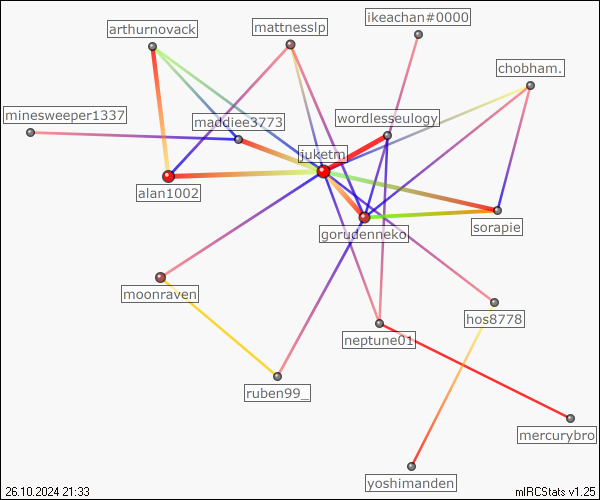 ikeachan#0000
arthurnovack
mattnesslp
chobham.
minesweeper1337
maddiee3773
wordlesseulogy
juketm
alan1002
gorudenneko
sorapie
moonraven
hos8778
neptune01
ruben99_
mercurybro
yoshimanden
26.10.2024 21:33
mIRCStats v1.25